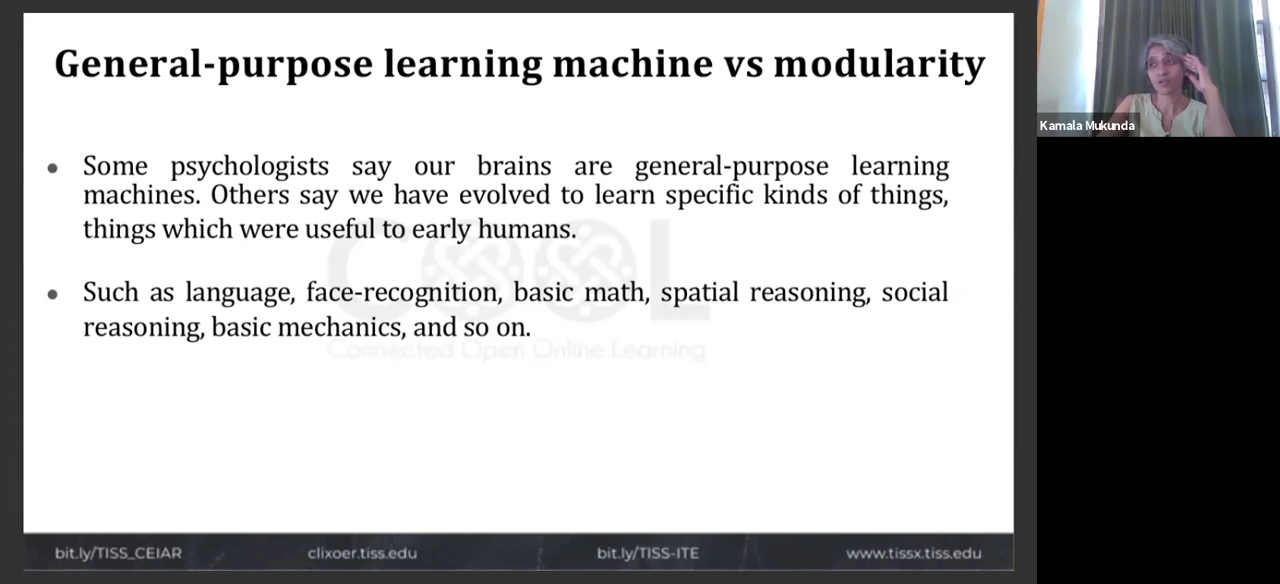 General-purpose learning machine vs modularity
Kamala Mukunda
Some psychologists say our brains are general-purpose learning
machines. Others say we have evolved to learn specific kinds of things,
things which were useful to early humans.
COOL
Such as language, face-recognition, basic math, spatial reasoning, social
reasoning, basic mechanics, and so on.
Connected Open Online Learning
bit.ly/TISS_CEIAR
clixoer.tiss.edu
bit.ly/TISS-ITE
www.tissx.tiss.edu